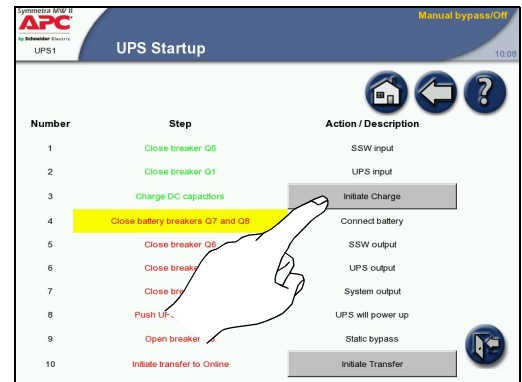 Symmetra MW II
APC
by Schneider Electric
UPS1
UPS Startup
Manual bypass/Off
10:08
Number Step Action / Description
1 Close breaker Q5 SSW input
2 Close breaker Q1 UPS input
3 Charge DC capacitors Initiate Charge
4 Close battery breakers Q7 and Q8 Connect battery
5 Close breaker Q6 SSW output
6 Close UPS output
7 Close System output
8 Push UPS will power up
9 Open breaker Static bypass
10 Initiate transfer to Online Initiate Transfer